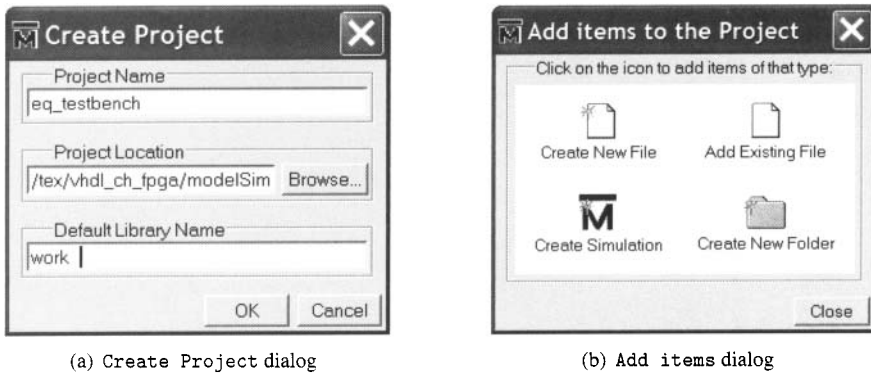 Create Project
Project Name
eq_testbench
Project Location
/tex/vhdl_ch_fpga/modelSim
Browse...
Default Library Name
work
OK
Cancel
(a) Create Project dialog
Add items to the Project
Click on the icon to add items of that type:
Create New File
Add Existing File
Create Simulation
Create New Folder
Close
(b) Add items dialog